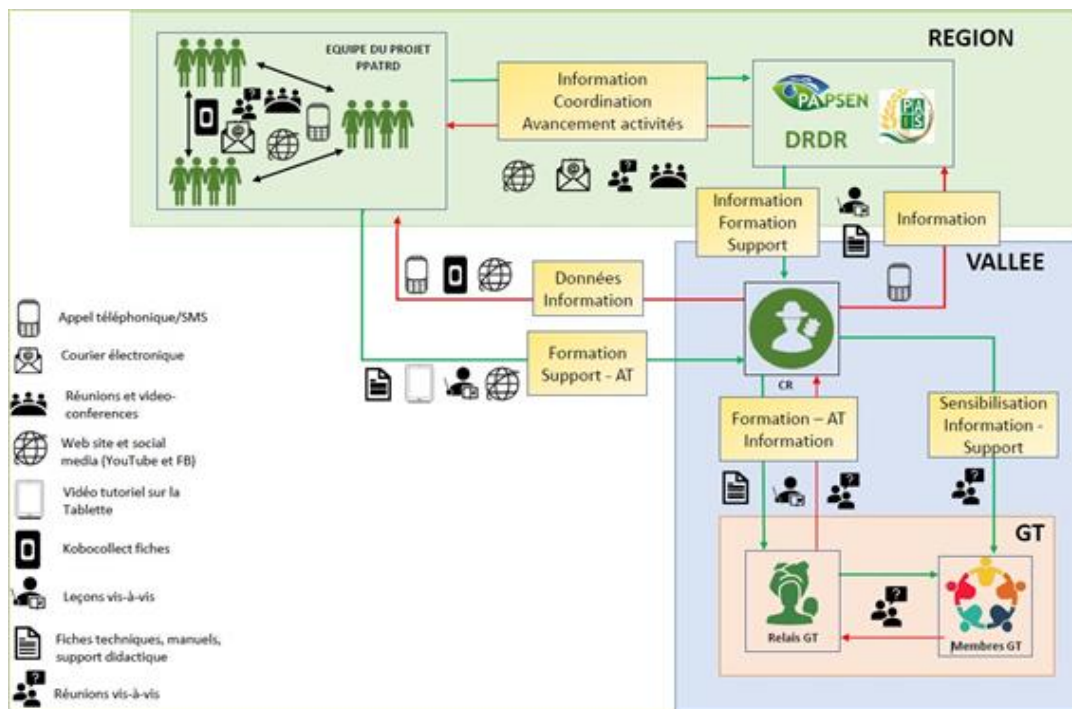 REGION
EQUIPE DU PROJET
PPATRD
Information
Coordination
Avancement activités
PAPSEN
PAIS
DRDR
Information
Formation
Support
Information
VALLEE
Données
Information
Formation
Support - AT
CR
Formation – AT
Information
Sensibilisation
Information -
Support
GT
Relais GT
Membres GT
Appel téléphonique/SMS
Courier électronique
Réunions et video-
conferences
Web site et social
media (YouTube et FB)
Vidéo tutoriel sur la
Tablette
Kobocollect fiches
Leçons vis-à-vis
Fiches techniques, manuels,
support didactique
Réunions vis-à-vis